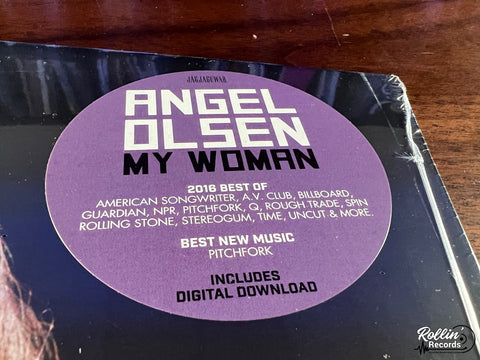 JAGJAGUWAR
ANGEL
OLSEN
MY WOMAN
2016 BEST OF
AMERICAN SONGWRITER, A.V. CLUB, BILLBOARD,
GUARDIAN, NPR, PITCHFORK, Q, ROUGH TRADE, SPIN
ROLLING STONE, STEREOGUM, TIME, UNCUT & MORE.
BEST NEW MUSIC
PITCHFORK
INCLUDES
DIGITAL DOWNLOAD
Rollin'
Records